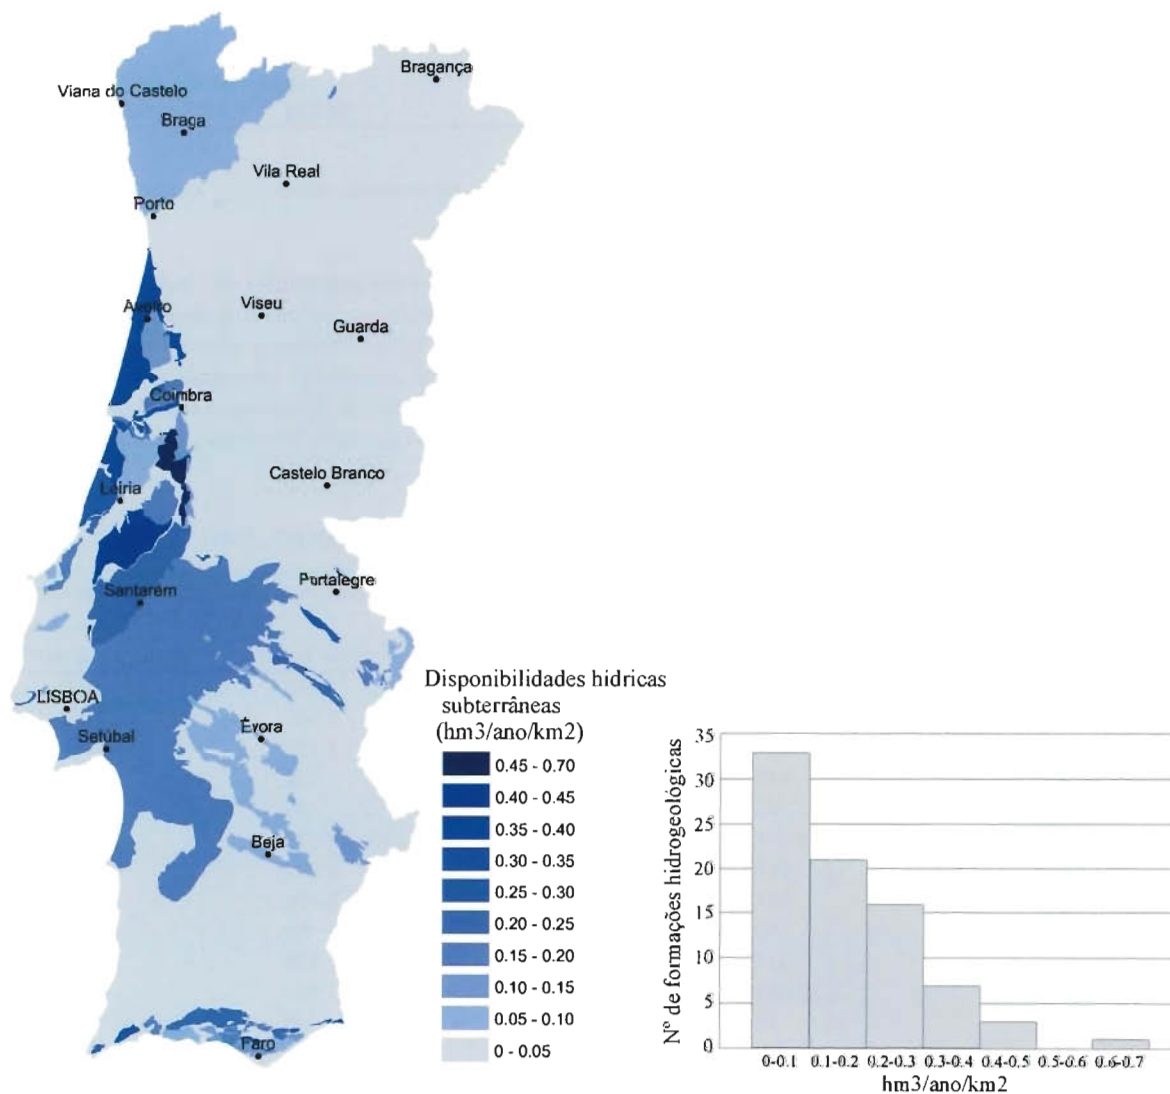 Bragança
Viana do Castelo
Braga
Vila Real
Porto
Aveiro
Viseu
Guarda
Coimbra
Castelo Branco
Leiria
Portalegre
Santarém
LISBOA
Évora
Setúbal
Beja
Faro
Disponibilidades hídricas
subterrâneas
(hm3/ano/km2)
0.45 - 0.70
0.40 - 0.45
0.35 - 0.40
0.30 - 0.35
0.25 - 0.30
0.20 - 0.25
0.15 - 0.20
0.10 - 0.15
0.05 - 0.10
0 - 0.05
Nº de formações hidrogeológicas
35
30
25
20
15
10
5
0
0-0.1 0.1-0.2 0.2-0.3 0.3-0.4 0.4-0.5 0.5-0.6 0.6-0.7
hm3/ano/km2